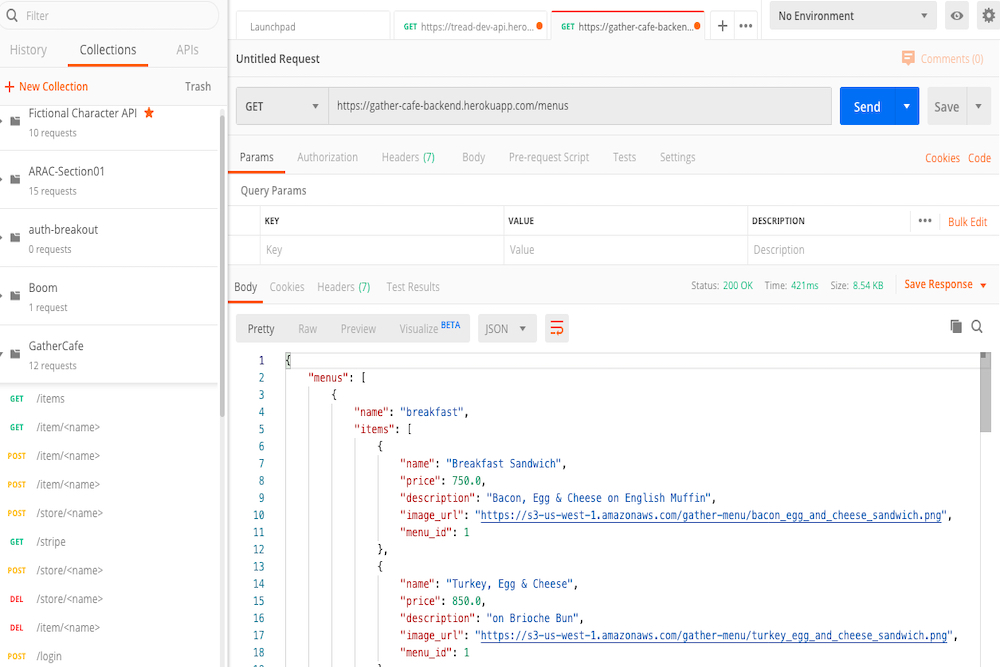 Filter
History Collections APIs
+ New Collection Trash
Fictional Character API
10 requests
ARAC-Section01
15 requests
auth-breakout
0 requests
Boom
1 request
GatherCafe
12 requests
GET /items
GET /item/<name>
POST /item/<name>
POST /item/<name>
POST /store/<name>
GET /stripe
POST /store/<name>
DEL /store/<name>
DEL /item/<name>
POST /login
Launchpad
GET https://tread-dev-api.hero...
GET https://gather-cafe-backen...
No Environment
Untitled Request
Comments (0)
GET https://gather-cafe-backend.herokuapp.com/menus
Send Save
Params Authorization Headers (7) Body Pre-request Script Tests Settings
Cookies Code
Query Params
KEY VALUE DESCRIPTION ••• Bulk Edit
Key Value Description
Body Cookies Headers (7) Test Results
Status: 200 OK Time: 421ms Size: 8.54 KB Save Response
Pretty Raw Preview Visualize BETA JSON
1 {
2 "menus": [
3 {
4 "name": "breakfast",
5 "items": [
6 {
7 "name": "Breakfast Sandwich",
8 "price": 750.0,
9 "description": "Bacon, Egg & Cheese on English Muffin",
10 "image_url": "https://s3-us-west-1.amazonaws.com/gather-menu/bacon_egg_and_cheese_sandwich.png",
11 "menu_id": 1
12 },
13 {
14 "name": "Turkey, Egg & Cheese",
15 "price": 850.0,
16 "description": "on Brioche Bun",
17 "image_url": "https://s3-us-west-1.amazonaws.com/gather-menu/turkey_egg_and_cheese_sandwich.png",
18 "menu_id": 1